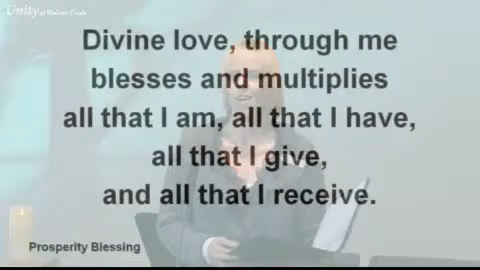 Unity of Walnut Creek
Divine love, through me
blesses and multiplies
all that I am, all that I have,
all that I give,
and all that I receive.
Prosperity Blessing